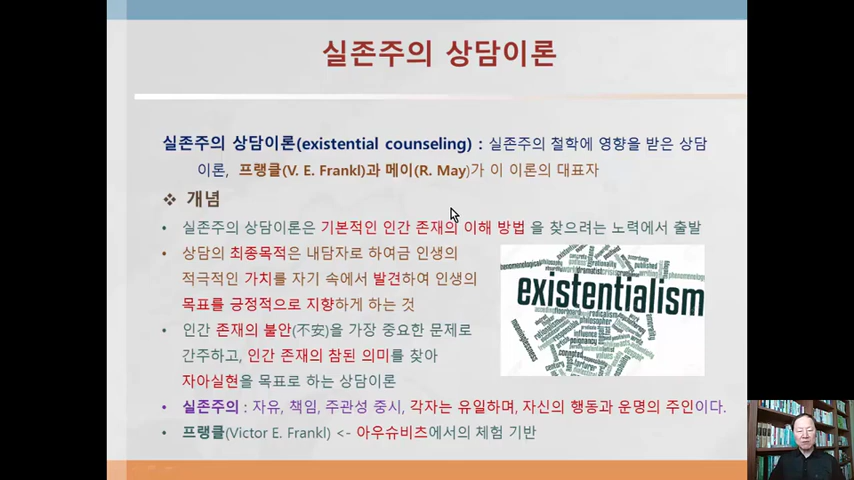 실존주의 상담이론
실존주의 상담이론(existential counseling) : 실존주의 철학에 영향을 받은 상담
이론, 프랭클(V. E. Frankl)과 메이(R. May)가 이 이론의 대표자
❖ 개념
• 실존주의 상담이론은 기본적인 인간 존재의 이해 방법 을 찾으려는 노력에서 출발
• 상담의 최종목적은 내담자로 하여금 인생의
적극적인 가치를 자기 속에서 발견하여 인생의
목표를 긍정적으로 지향하게 하는 것
• 인간 존재의 불안(不安)을 가장 중요한 문제로
간주하고, 인간 존재의 참된 의미를 찾아
자아실현을 목표로 하는 상담이론
• 실존주의 : 자유, 책임, 주관성 중시, 각자는 유일하며, 자신의 행동과 운명의 주인이다.
• 프랭클(Victor E. Frankl) <- 아우슈비츠에서의 체험 기반
existentialism